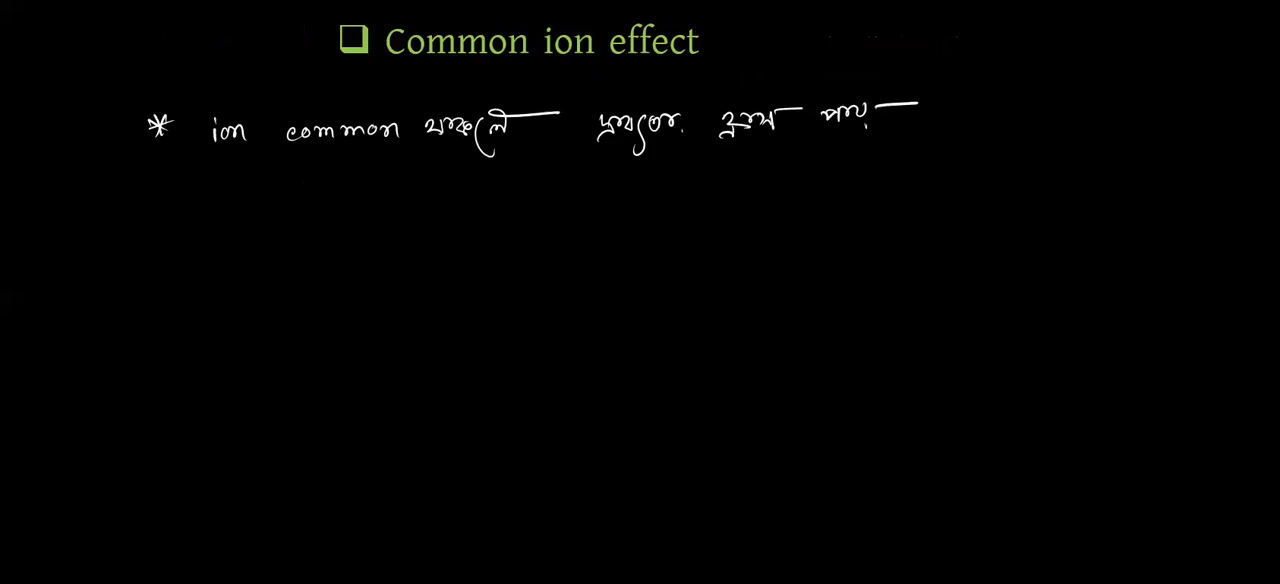 ❑ Common ion effect
* ion common থাকলে দ্রাব্যতা হ্রাস পায়